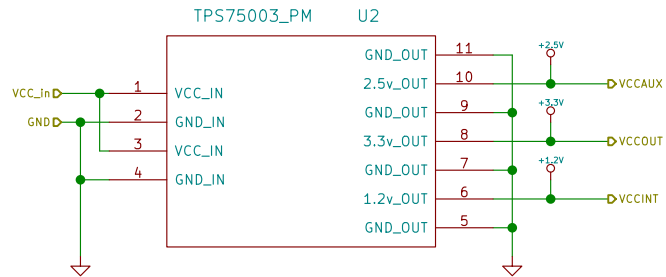 TPS75003_PM U2
GND_OUT 11
+2.5V
2.5v_OUT 10 VCCAUX
VCC_in 1 VCC_IN
GND_OUT 9
+3.3V
GND 2 GND_IN
3.3v_OUT 8 VCCOUT
3 VCC_IN
GND_OUT 7
+1.2V
4 GND_IN
1.2v_OUT 6 VCCINT
GND_OUT 5